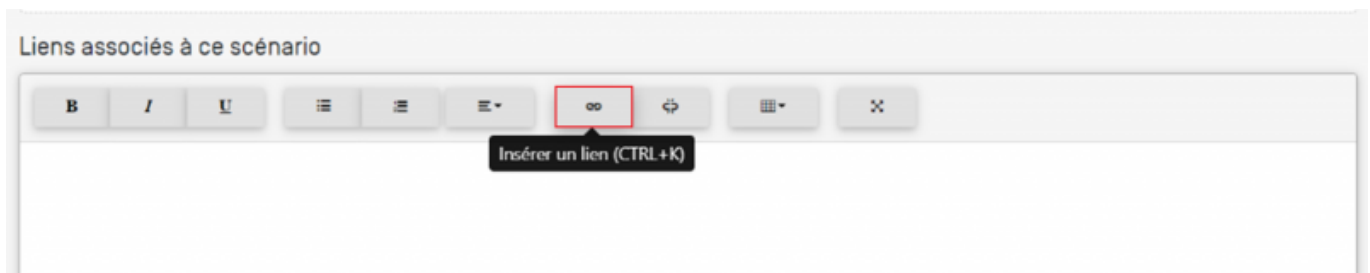 Liens associés à ce scénario
B I U
Insérer un lien (CTRL+K)